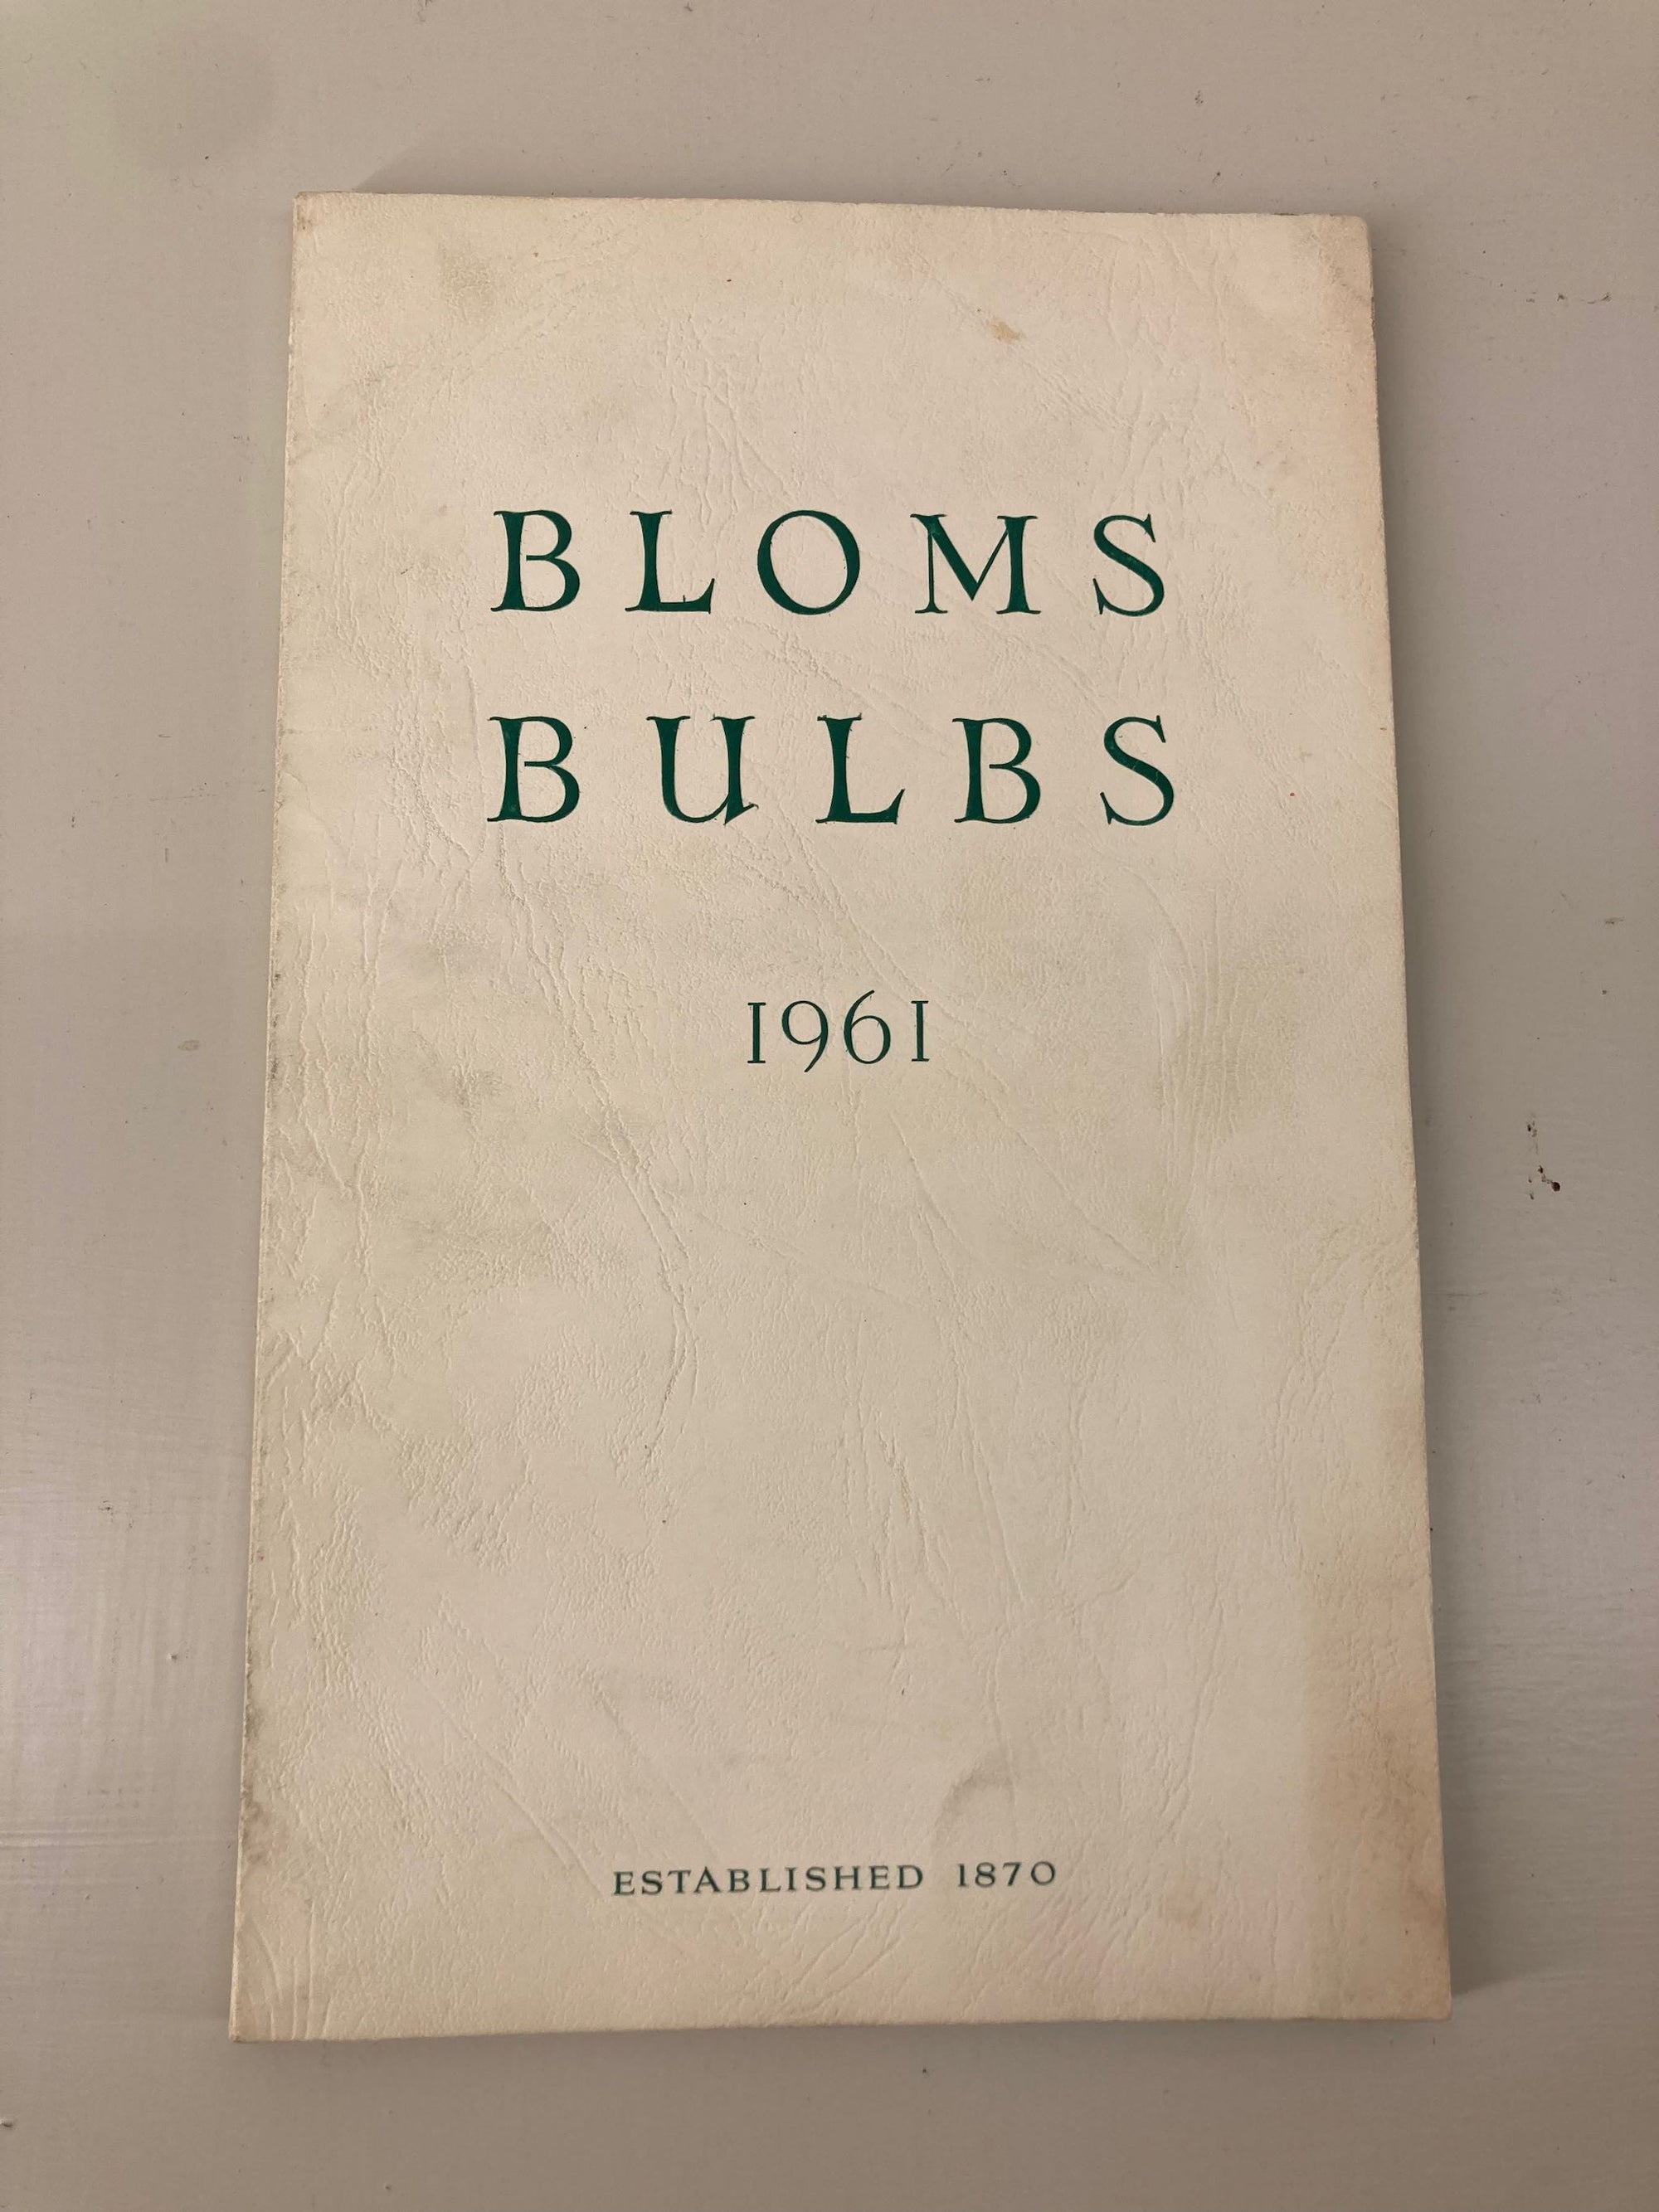 BLOMS
BULBS
1961
ESTABLISHED 1870